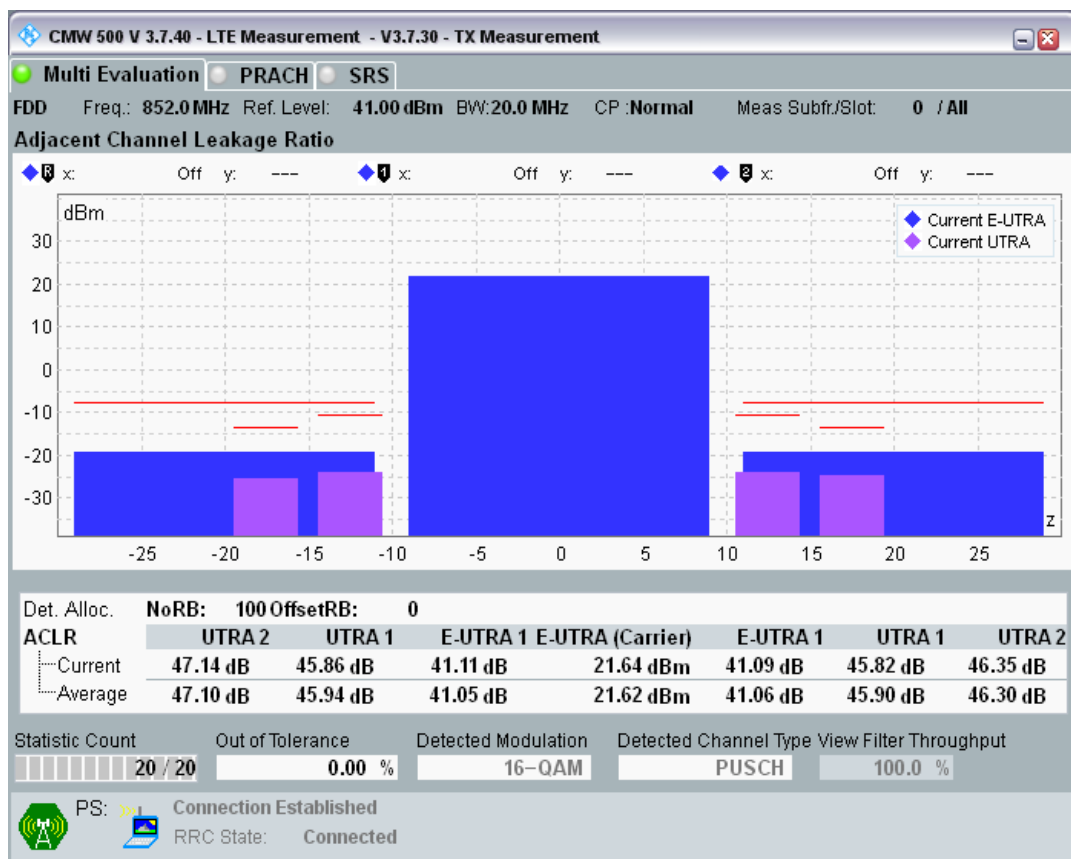 CMW 500 V 3.7.40 - LTE Measurement - V3.7.30 - TX Measurement
Multi Evaluation PRACH SRS
FDD Freq.: 852.0 MHz Ref. Level: 41.00 dBm BW:20.0 MHz CP :Normal Meas Subfr./Slot: 0 / All
Adjacent Channel Leakage Ratio
R x: Off y: --- 1 x: Off y: --- 2 x: Off y: ---
dBm
Current E-UTRA
Current UTRA
30
20
10
0
-10
-20
-30
z
-25 -20 -15 -10 -5 0 5 10 15 20 25
Det. Alloc. NoRB: 100 OffsetRB: 0
ACLR UTRA 2 UTRA 1 E-UTRA 1 E-UTRA (Carrier) E-UTRA 1 UTRA 1 UTRA 2
Current 47.14 dB 45.86 dB 41.11 dB 21.64 dBm 41.09 dB 45.82 dB 46.35 dB
Average 47.10 dB 45.94 dB 41.05 dB 21.62 dBm 41.06 dB 45.90 dB 46.30 dB
Statistic Count Out of Tolerance Detected Modulation Detected Channel Type View Filter Throughput
20 / 20 0.00 % 16-QAM PUSCH 100.0 %
PS: Connection Established
RRC State: Connected